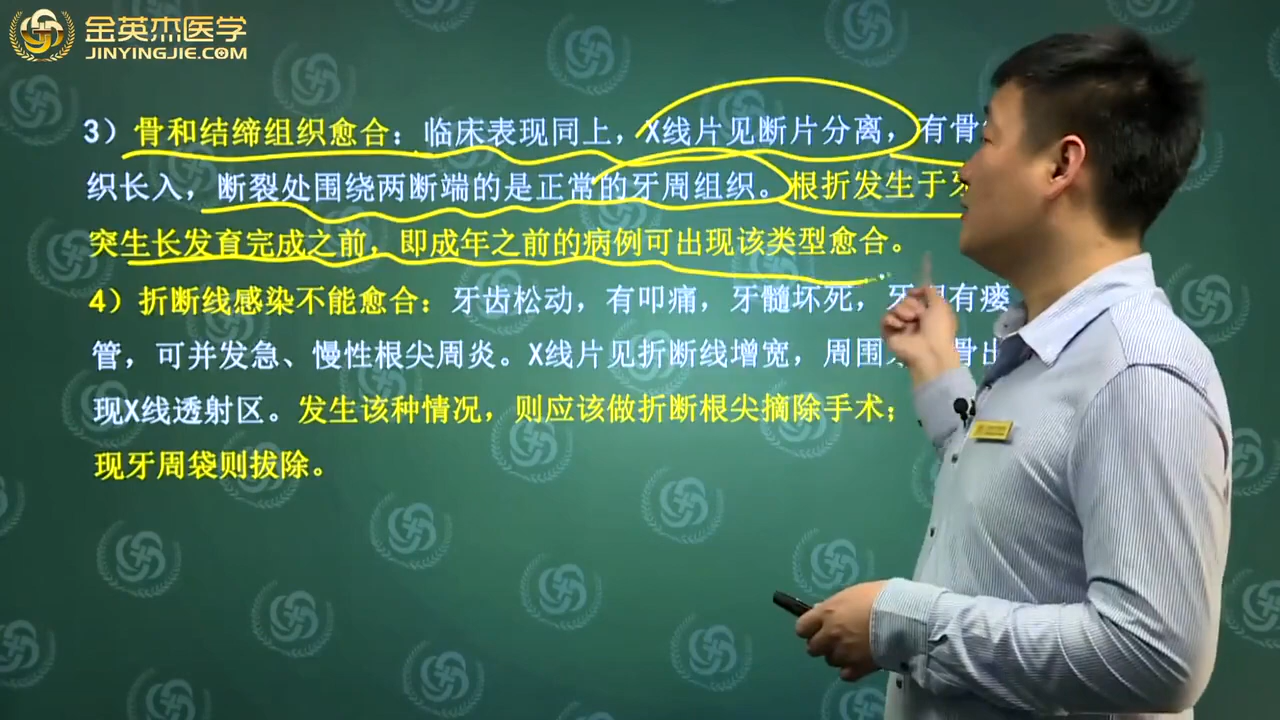 金英杰医学
JINYINGJIE.COM
3）骨和结缔组织愈合：临床表现同上，X线片见断片分离，有骨
织长入，断裂处围绕两断端的是正常的牙周组织。根折发生于牙
突生长发育完成之前，即成年之前的病例可出现该类型愈合。
4）折断线感染不能愈合：牙齿松动，有叩痛，牙髓坏死，牙 有瘘
管，可并发急、慢性根尖周炎。X线片见折断线增宽，周围 骨出
现X线透射区。发生该种情况，则应该做折断根尖摘除手术；
现牙周袋则拔除。